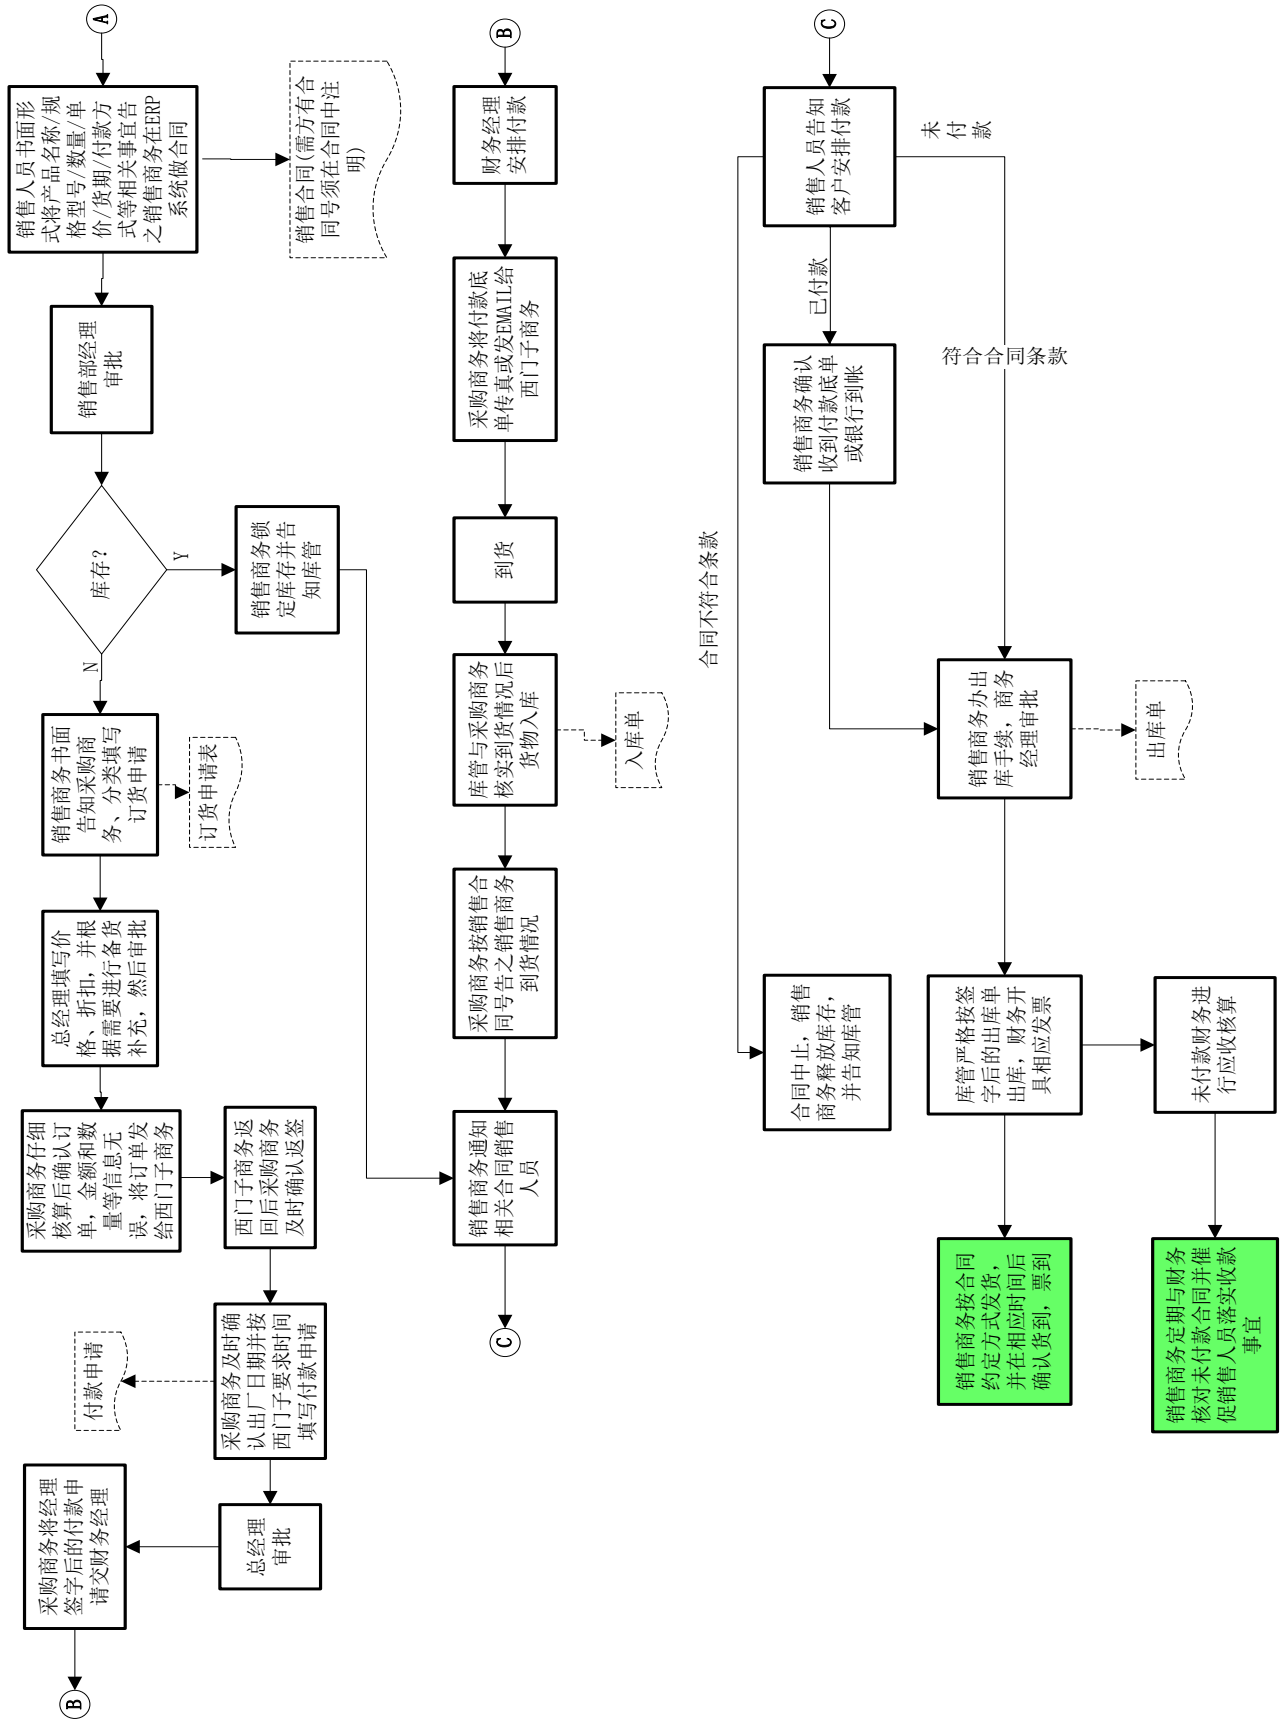 A
销售人员书面形
式将产品名称/规
格型号/数量/单
价/货期/付款方
式等相关事宜告
之销售商务在ERP
系统做合同
销售合同(需方有合
同号须在合同中注
明)
销售部经理
审批
库存?
Y
N
销售商务锁
定库存并告
知库管
销售商务书面
告知采购商
务、分类填写
订货申请
订货申请表
总经理填写价
格、折扣，并根
据需要进行备货
补充，然后审批
采购商务仔细
核算后确认订
单，金额和数
量等信息无
误，将订单发
给西门子商务
西门子商务返
回后采购商务
及时确认返签
采购商务及时确
认出厂日期并按
西门子要求时间
填写付款申请
付款申请
总经理
审批
采购商务将经理
签字后的付款申
请交财务经理
B
B
财务经理
安排付款
采购商务将付款底
单传真或发EMAIL给
西门子商务
到货
库管与采购商务
核实到货情况后
货物入库
入库单
采购商务按销售合
同号告之销售商务
到货情况
销售商务通知
相关合同销售
人员
C
C
销售人员告知
客户安排付款
未
付
款
已付款
符合合同条款
合同不符合条款
销售商务确认
收到付款底单
或银行到帐
销售商务办出
库手续，商务
经理审批
出库单
合同中止，销售
商务释放库存，
并告知库管
库管严格按签
字后的出库单
出库，财务开
具相应发票
未付款财务进
行应收核算
销售商务按合同
约定方式发货，
并在相应时间后
确认货到，票到
销售商务定期与财务
核对未付款合同并催
促销售人员落实收款
事宜